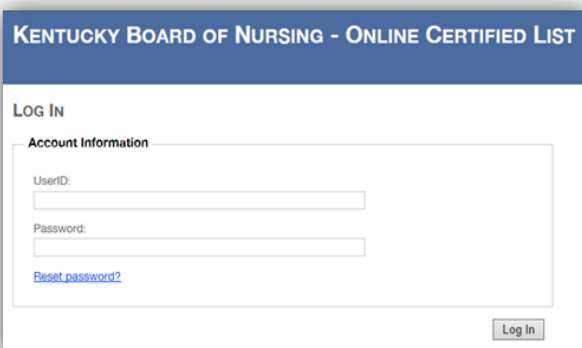 KENTUCKY BOARD OF NURSING - ONLINE CERTIFIED LIST
LOG IN
Account Information
UserID:
Password:
Reset password?
Log In